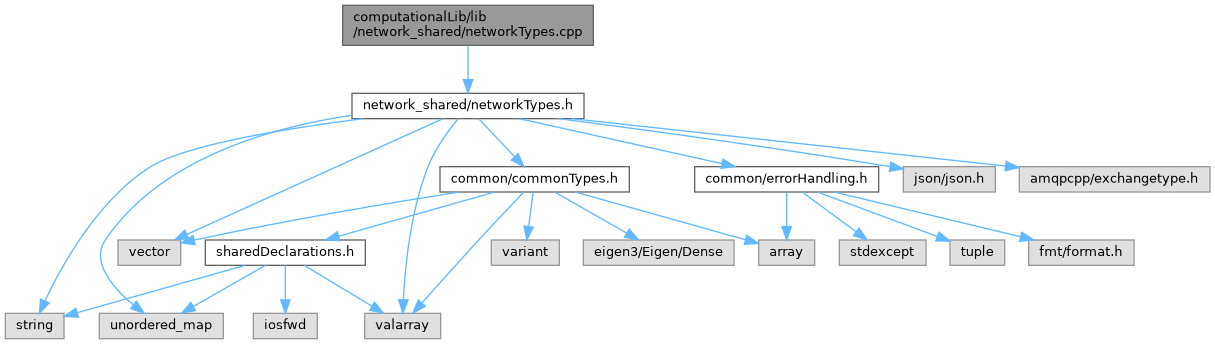 computationalLib/lib
/network_shared/networkTypes.cpp
network_shared/networkTypes.h
common/commonTypes.h
common/errorHandling.h
json/json.h
amqpcpp/exchangetype.h
vector
sharedDeclarations.h
variant
eigen3/Eigen/Dense
array
stdexcept
tuple
fmt/format.h
string
unordered_map
iosfwd
valarray